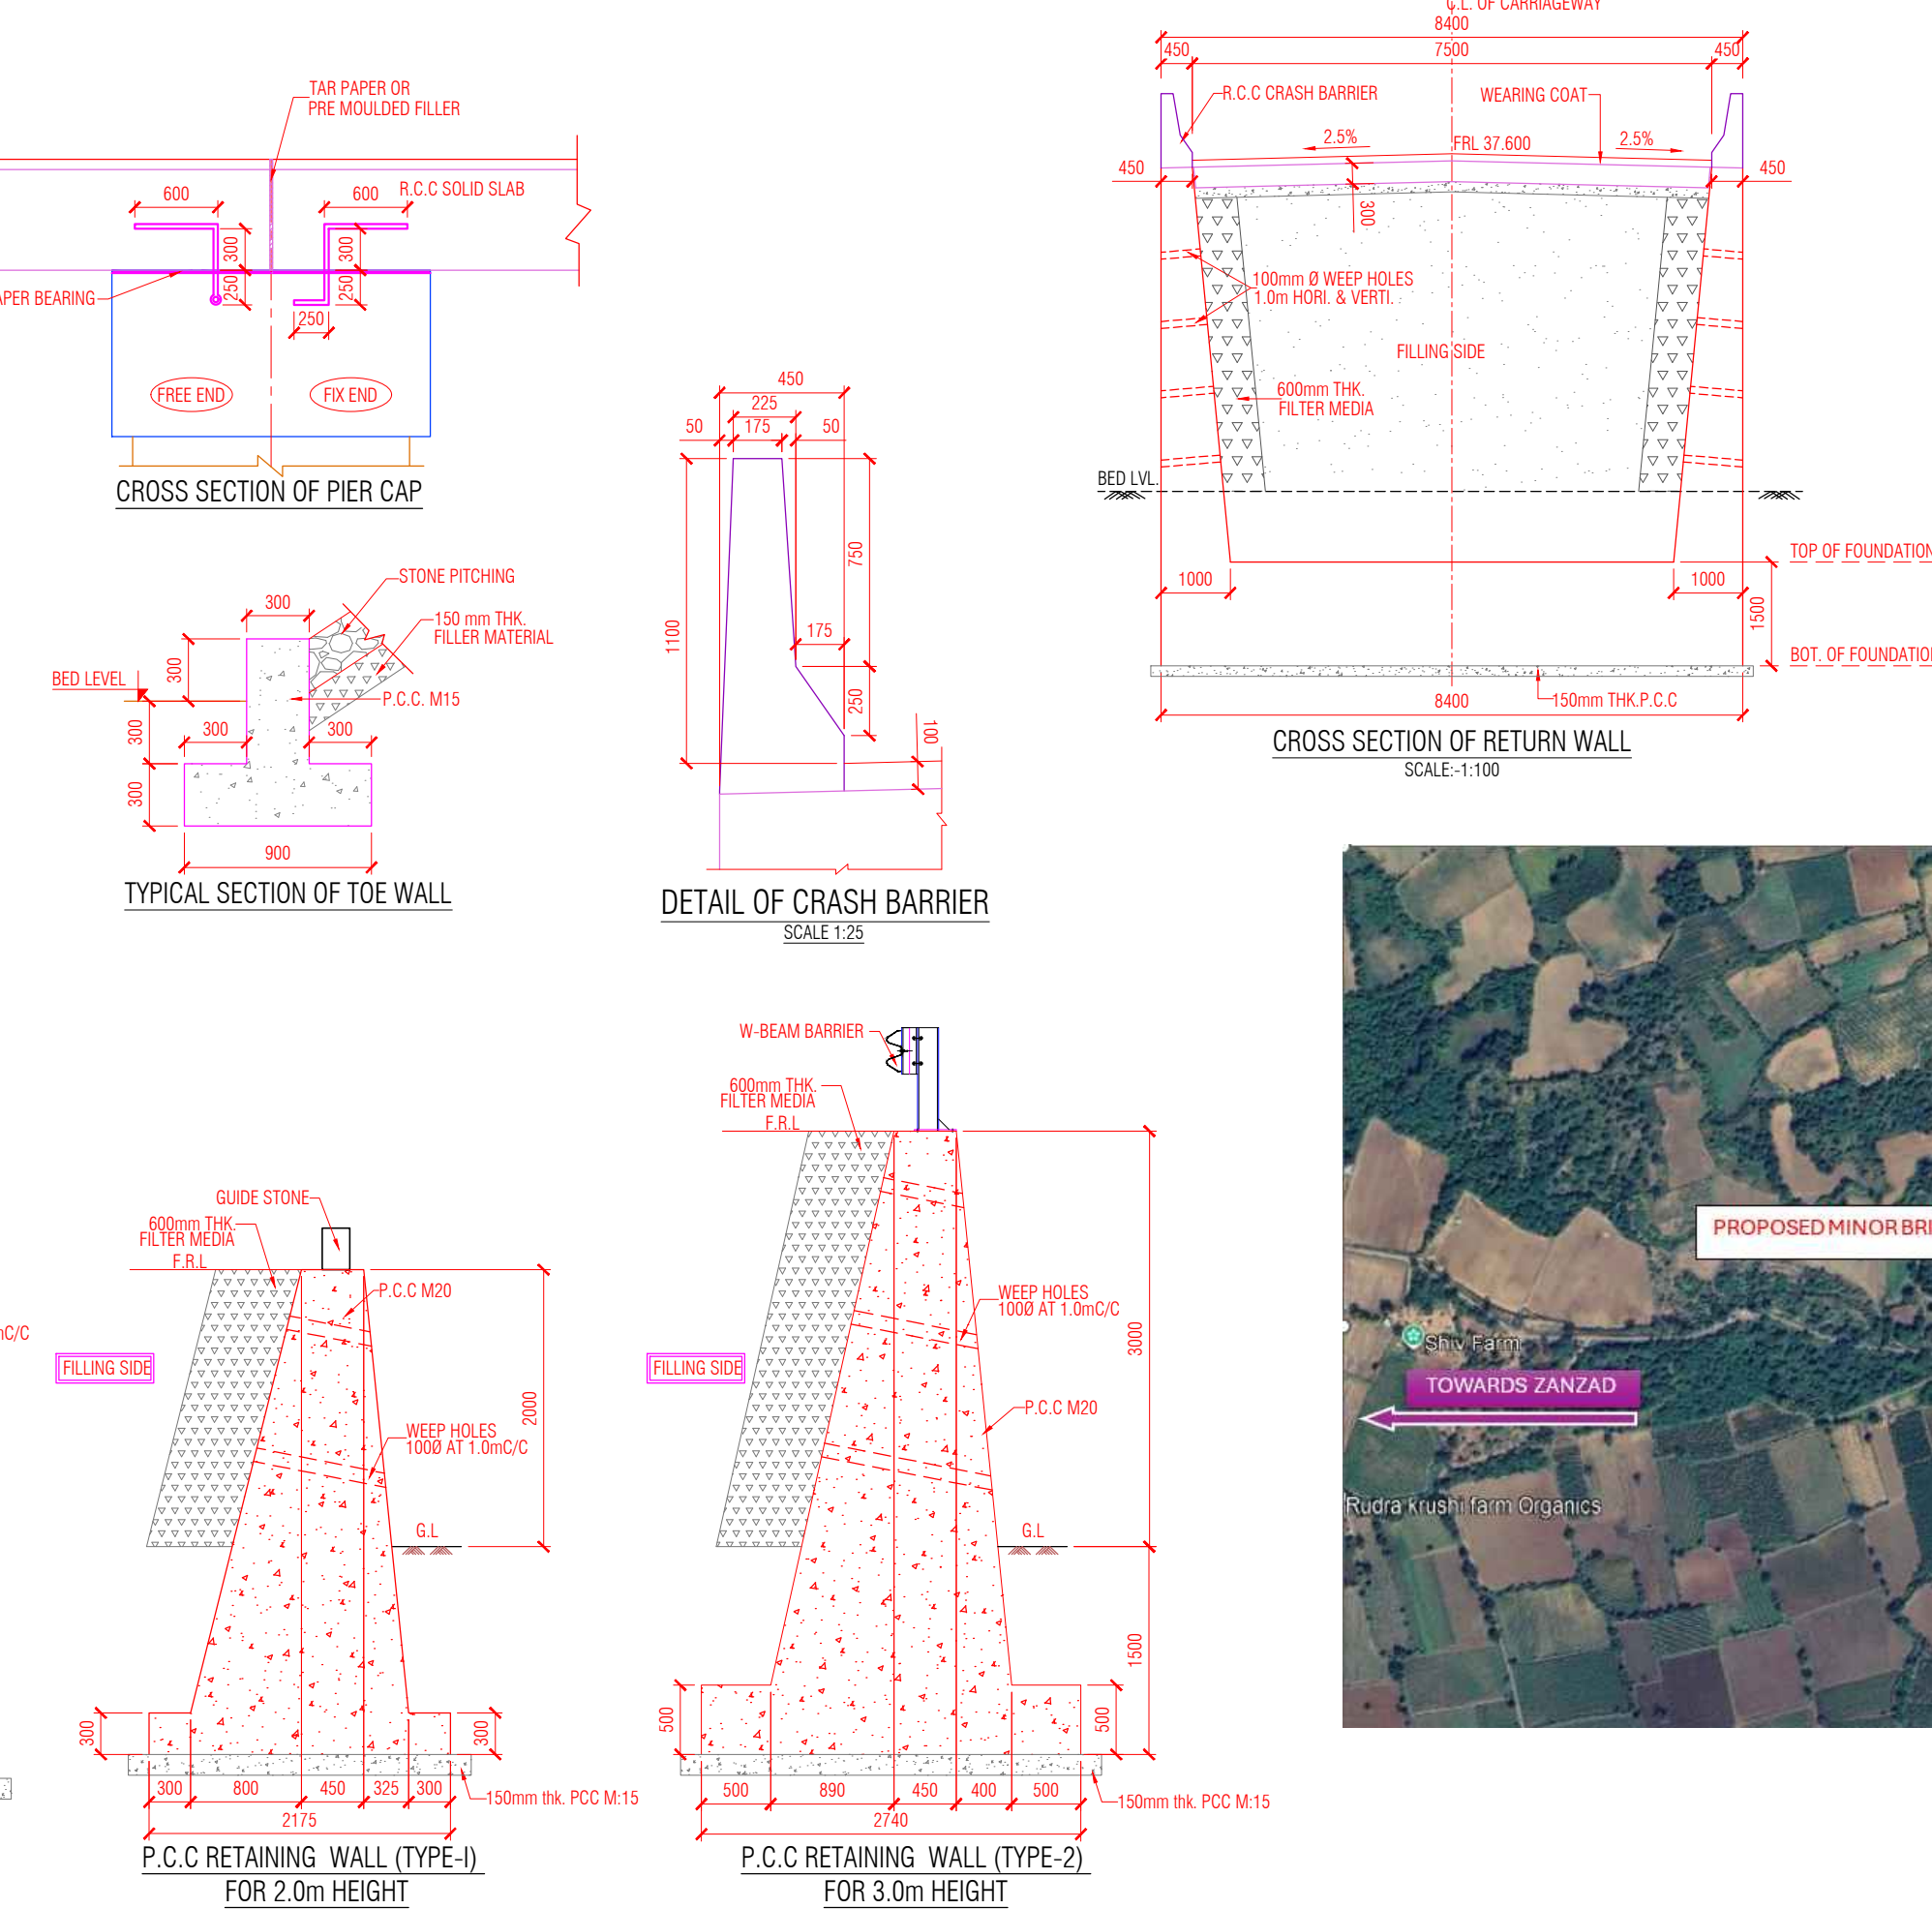 TAR PAPER OR
PRE MOULDED FILLER
600
600
R.C.C SOLID SLAB
300
300
250
250
250
APER BEARING
FREE END
FIX END
CROSS SECTION OF PIER CAP
STONE PITCHING
300
150 mm THK.
FILLER MATERIAL
300
BED LEVEL
P.C.C. M15
300
300
300
300
900
TYPICAL SECTION OF TOE WALL
450
225
50
175
50
750
1100
175
250
100
DETAIL OF CRASH BARRIER
SCALE 1:25
C.L. OF CARRIAGEWAY
8400
450
7500
450
R.C.C CRASH BARRIER
WEARING COAT
2.5%
FRL 37.600
2.5%
450
450
300
100mm Ø WEEP HOLES
1.0m HORI. & VERTI.
FILLING SIDE
600mm THK.
FILTER MEDIA
BED LVL.
TOP OF FOUNDATION
1000
1000
1500
BOT. OF FOUNDATION
150mm THK.P.C.C
8400
CROSS SECTION OF RETURN WALL
SCALE:-1:100
GUIDE STONE
600mm THK.
FILTER MEDIA
F.R.L
P.C.C M20
mC/C
FILLING SIDE
2000
WEEP HOLES
100Ø AT 1.0mC/C
G.L
300
300
300
800
450
325
300
150mm thk. PCC M:15
2175
P.C.C RETAINING WALL (TYPE-I)
FOR 2.0m HEIGHT
W-BEAM BARRIER
600mm THK.
FILTER MEDIA
F.R.L
WEEP HOLES
100Ø AT 1.0mC/C
3000
FILLING SIDE
P.C.C M20
G.L
1500
500
500
500
890
450
400
500
150mm thk. PCC M:15
2740
P.C.C RETAINING WALL (TYPE-2)
FOR 3.0m HEIGHT
PROPOSED MINOR BRI
Shiv Farm
TOWARDS ZANZAD
Rudra krushi farm Organics